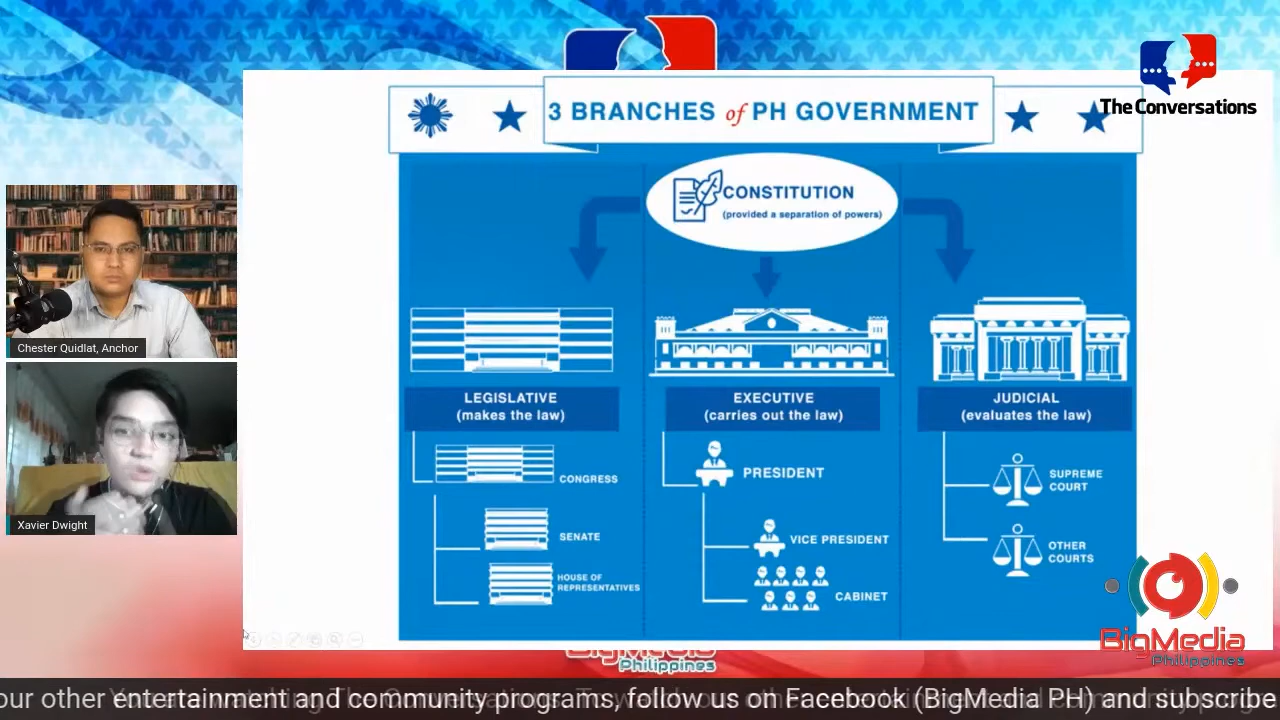 The Conversations
3 BRANCHES of PH GOVERNMENT
CONSTITUTION
(provided a separation of powers)
LEGISLATIVE
(makes the law)
EXECUTIVE
(carries out the law)
JUDICIAL
(evaluates the law)
CONGRESS
SENATE
HOUSE OF
REPRESENTATIVES
PRESIDENT
VICE PRESIDENT
CABINET
SUPREME
COURT
OTHER
COURTS
Chester Quidlat, Anchor
Xavier Dwight
BigMedia
Philippines
BigMedia
Philippines
our other entertainment and community programs, follow us on Facebook (BigMedia PH) and subscribe